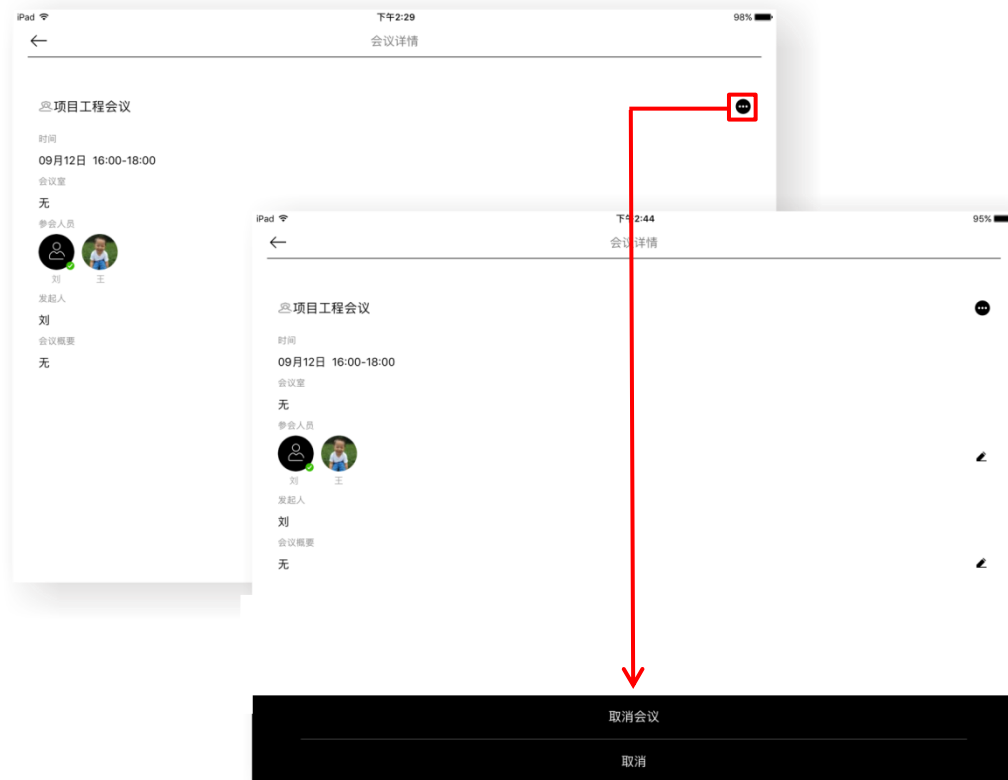 iPad 下午2:29 98%
会议详情
项目工程会议
时间
09月12日 16:00-18:00
会议室
无
参会人员
刘 王
发起人
刘
会议概要
无
iPad 下午2:44 95%
会议详情
项目工程会议
时间
09月12日 16:00-18:00
会议室
无
参会人员
刘 王
发起人
刘
会议概要
无
取消会议
取消